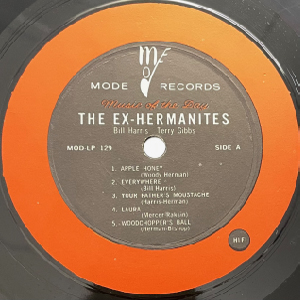 mf
MODE RECORDS
Music of the Day
THE EX-HERMANITES
Bill Harris Terry Gibbs
MOD-LP 129 SIDE A
1. APPLE HONEY
(Woody Herman)
2. EVERYWHERE
(Bill Harris)
3. YOUR FATHER'S MOUSTACHE
(Harris-Herman)
4. LAURA
(Mercer-Raksin)
5. WOODCHOPPER'S BALL
(Herman-Bishop)
HI F